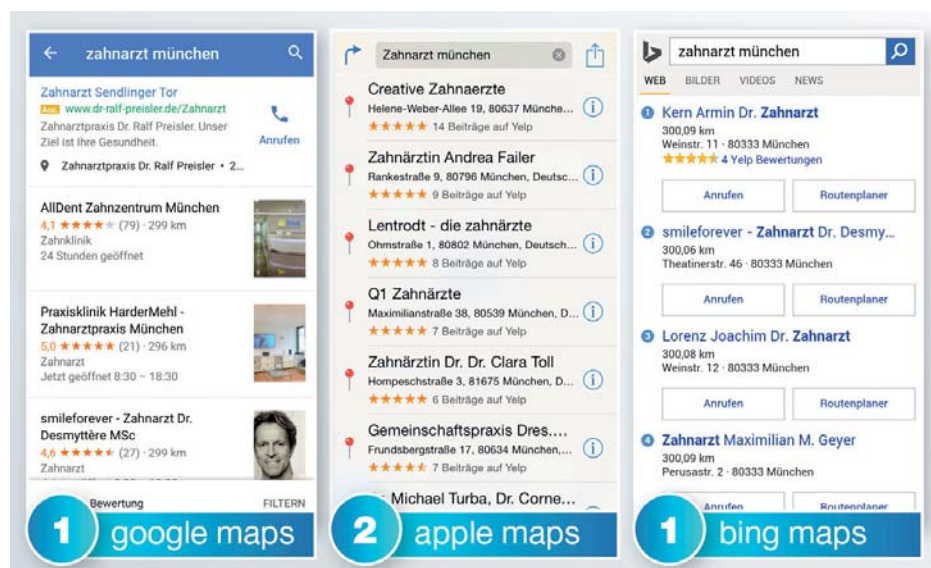 zahnarzt münchen
Zahnarzt Sendlinger Tor
Anz. www.dr-ralf-preisler.de/Zahnarzt
Zahnarztpraxis Dr. Ralf Preisler. Unser
Ziel ist Ihre Gesundheit.
Anrufen
Zahnarztpraxis Dr. Ralf Preisler • 2...
AllDent Zahnzentrum München
4,1 ★★★★★ (79) · 299 km
Zahnklinik
24 Stunden geöffnet
Praxisklinik HarderMehl -
Zahnarztpraxis München
5,0 ★★★★★ (21) · 296 km
Zahnarzt
Jetzt geöffnet 8:30 – 18:30
smileforever - Zahnarzt Dr.
Desmyttère MSc
4,6 ★★★★★ (27) · 299 km
Zahnarzt
Bewertung
FILTERN
1 google maps
Zahnarzt münchen
Creative Zahnaerzte
Helene-Weber-Allee 19, 80637 Münche...
★★★★★ 14 Beiträge auf Yelp
Zahnärztin Andrea Failer
Rankestraße 9, 80796 München, Deutsc...
★★★★★ 9 Beiträge auf Yelp
Lentrodt - die zahnärzte
Ohmstraße 1, 80802 München, Deutsch...
★★★★★ 8 Beiträge auf Yelp
Q1 Zahnärzte
Maximilianstraße 38, 80539 München, D...
★★★★★ 7 Beiträge auf Yelp
Zahnärztin Dr. Dr. Clara Toll
Hompeschstraße 3, 81675 München, D...
★★★★★ 6 Beiträge auf Yelp
Gemeinschaftspraxis Dres....
Frundsbergstraße 17, 80634 München,...
★★★★★ 7 Beiträge auf Yelp
Michael Turba, Dr. Corne...
2 apple maps
zahnarzt münchen
WEB BILDER VIDEOS NEWS
1 Kern Armin Dr. Zahnarzt
300,09 km
Weinstr. 11 · 80333 München
★★★★★ 4 Yelp Bewertungen
Anrufen Routenplaner
2 smileforever - Zahnarzt Dr. Desmy...
300,06 km
Theatinerstr. 46 · 80333 München
Anrufen Routenplaner
3 Lorenz Joachim Dr. Zahnarzt
300,08 km
Weinstr. 12 · 80333 München
Anrufen Routenplaner
4 Zahnarzt Maximilian M. Geyer
300,09 km
Perusastr. 2 · 80333 München
Anrufen Routenplaner
1 bing maps